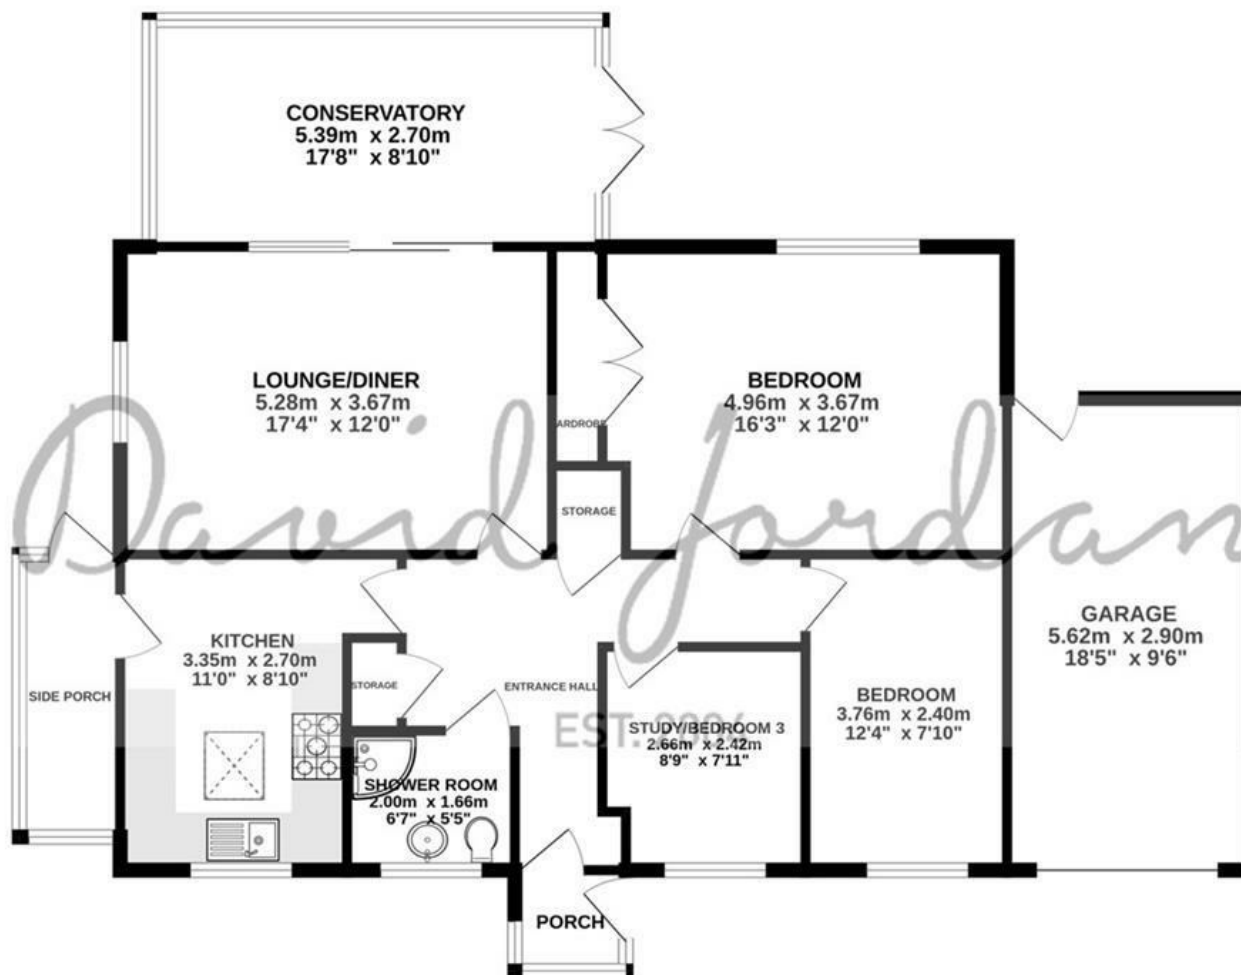 CONSERVATORY
5.39m x 2.70m
17'8" x 8'10"
LOUNGE/DINER
5.28m x 3.67m
17'4" x 12'0"
BEDROOM
4.96m x 3.67m
16'3" x 12'0"
ARDROBE
STORAGE
David Jordan
GARAGE
5.62m x 2.90m
18'5" x 9'6"
KITCHEN
3.35m x 2.70m
11'0" x 8'10"
SIDE PORCH
STORAGE
ENTRANCE HALL
BEDROOM
3.76m x 2.40m
12'4" x 7'10"
EST. 2004
STUDY/BEDROOM 3
2.66m x 2.42m
8'9" x 7'11"
SHOWER ROOM
2.00m x 1.66m
6'7" x 5'5"
PORCH